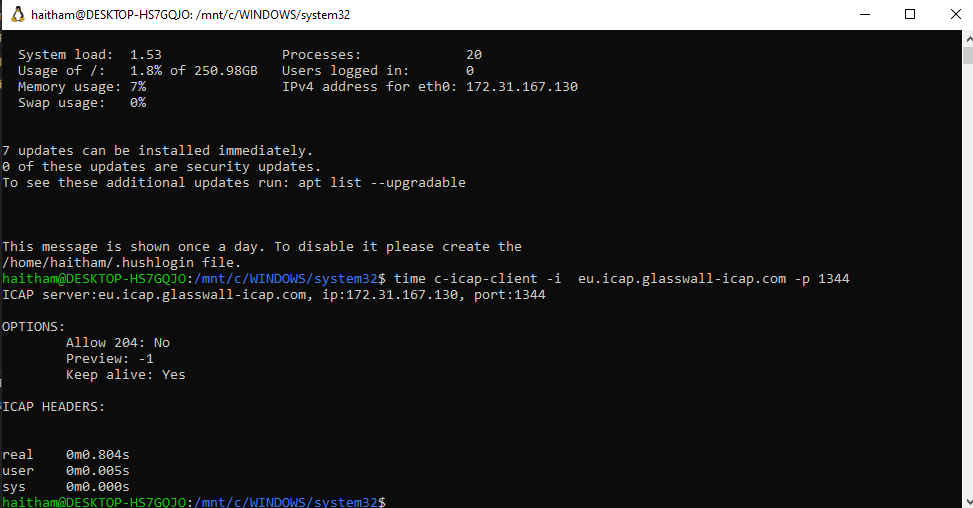 haitham@DESKTOP-HS7GQJO: /mnt/c/WINDOWS/system32
System load:  1.53               Processes:             20
Usage of /:   1.8% of 250.98GB   Users logged in:       0
Memory usage: 7%                 IPv4 address for eth0: 172.31.167.130
Swap usage:   0%
7 updates can be installed immediately.
0 of these updates are security updates.
To see these additional updates run: apt list --upgradable
This message is shown once a day. To disable it please create the
/home/haitham/.hushlogin file.
haitham@DESKTOP-HS7GQJO:/mnt/c/WINDOWS/system32$ time c-icap-client -i  eu.icap.glasswall-icap.com -p 1344
ICAP server:eu.icap.glasswall-icap.com, ip:172.31.167.130, port:1344
OPTIONS:
        Allow 204: No
        Preview: -1
        Keep alive: Yes
ICAP HEADERS:
real    0m0.804s
user    0m0.005s
sys     0m0.000s
haitham@DESKTOP-HS7GQJO:/mnt/c/WINDOWS/system32$